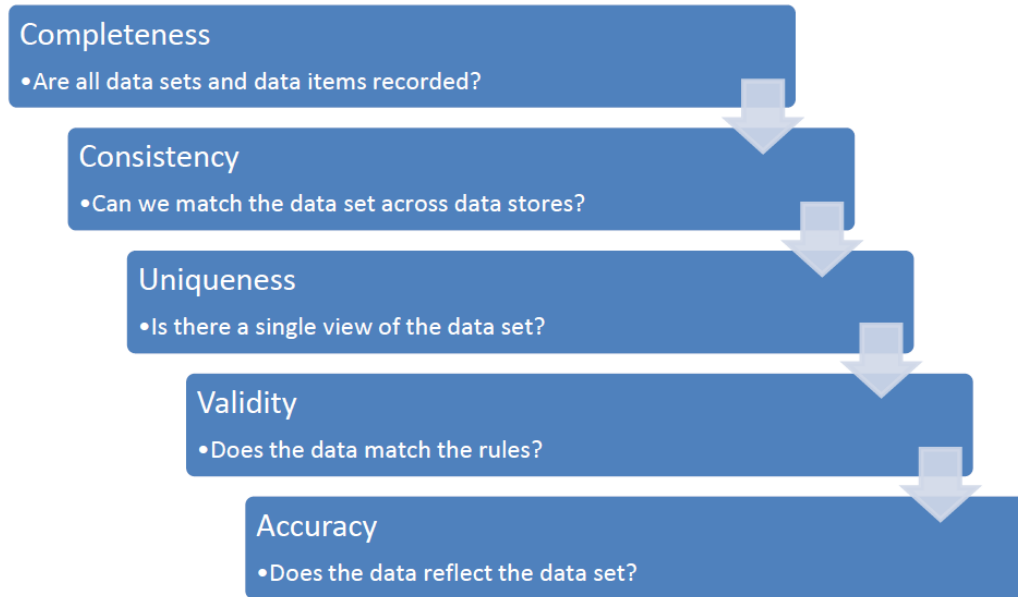 Completeness
•Are all data sets and data items recorded?
Consistency
•Can we match the data set across data stores?
Uniqueness
•Is there a single view of the data set?
Validity
•Does the data match the rules?
Accuracy
•Does the data reflect the data set?